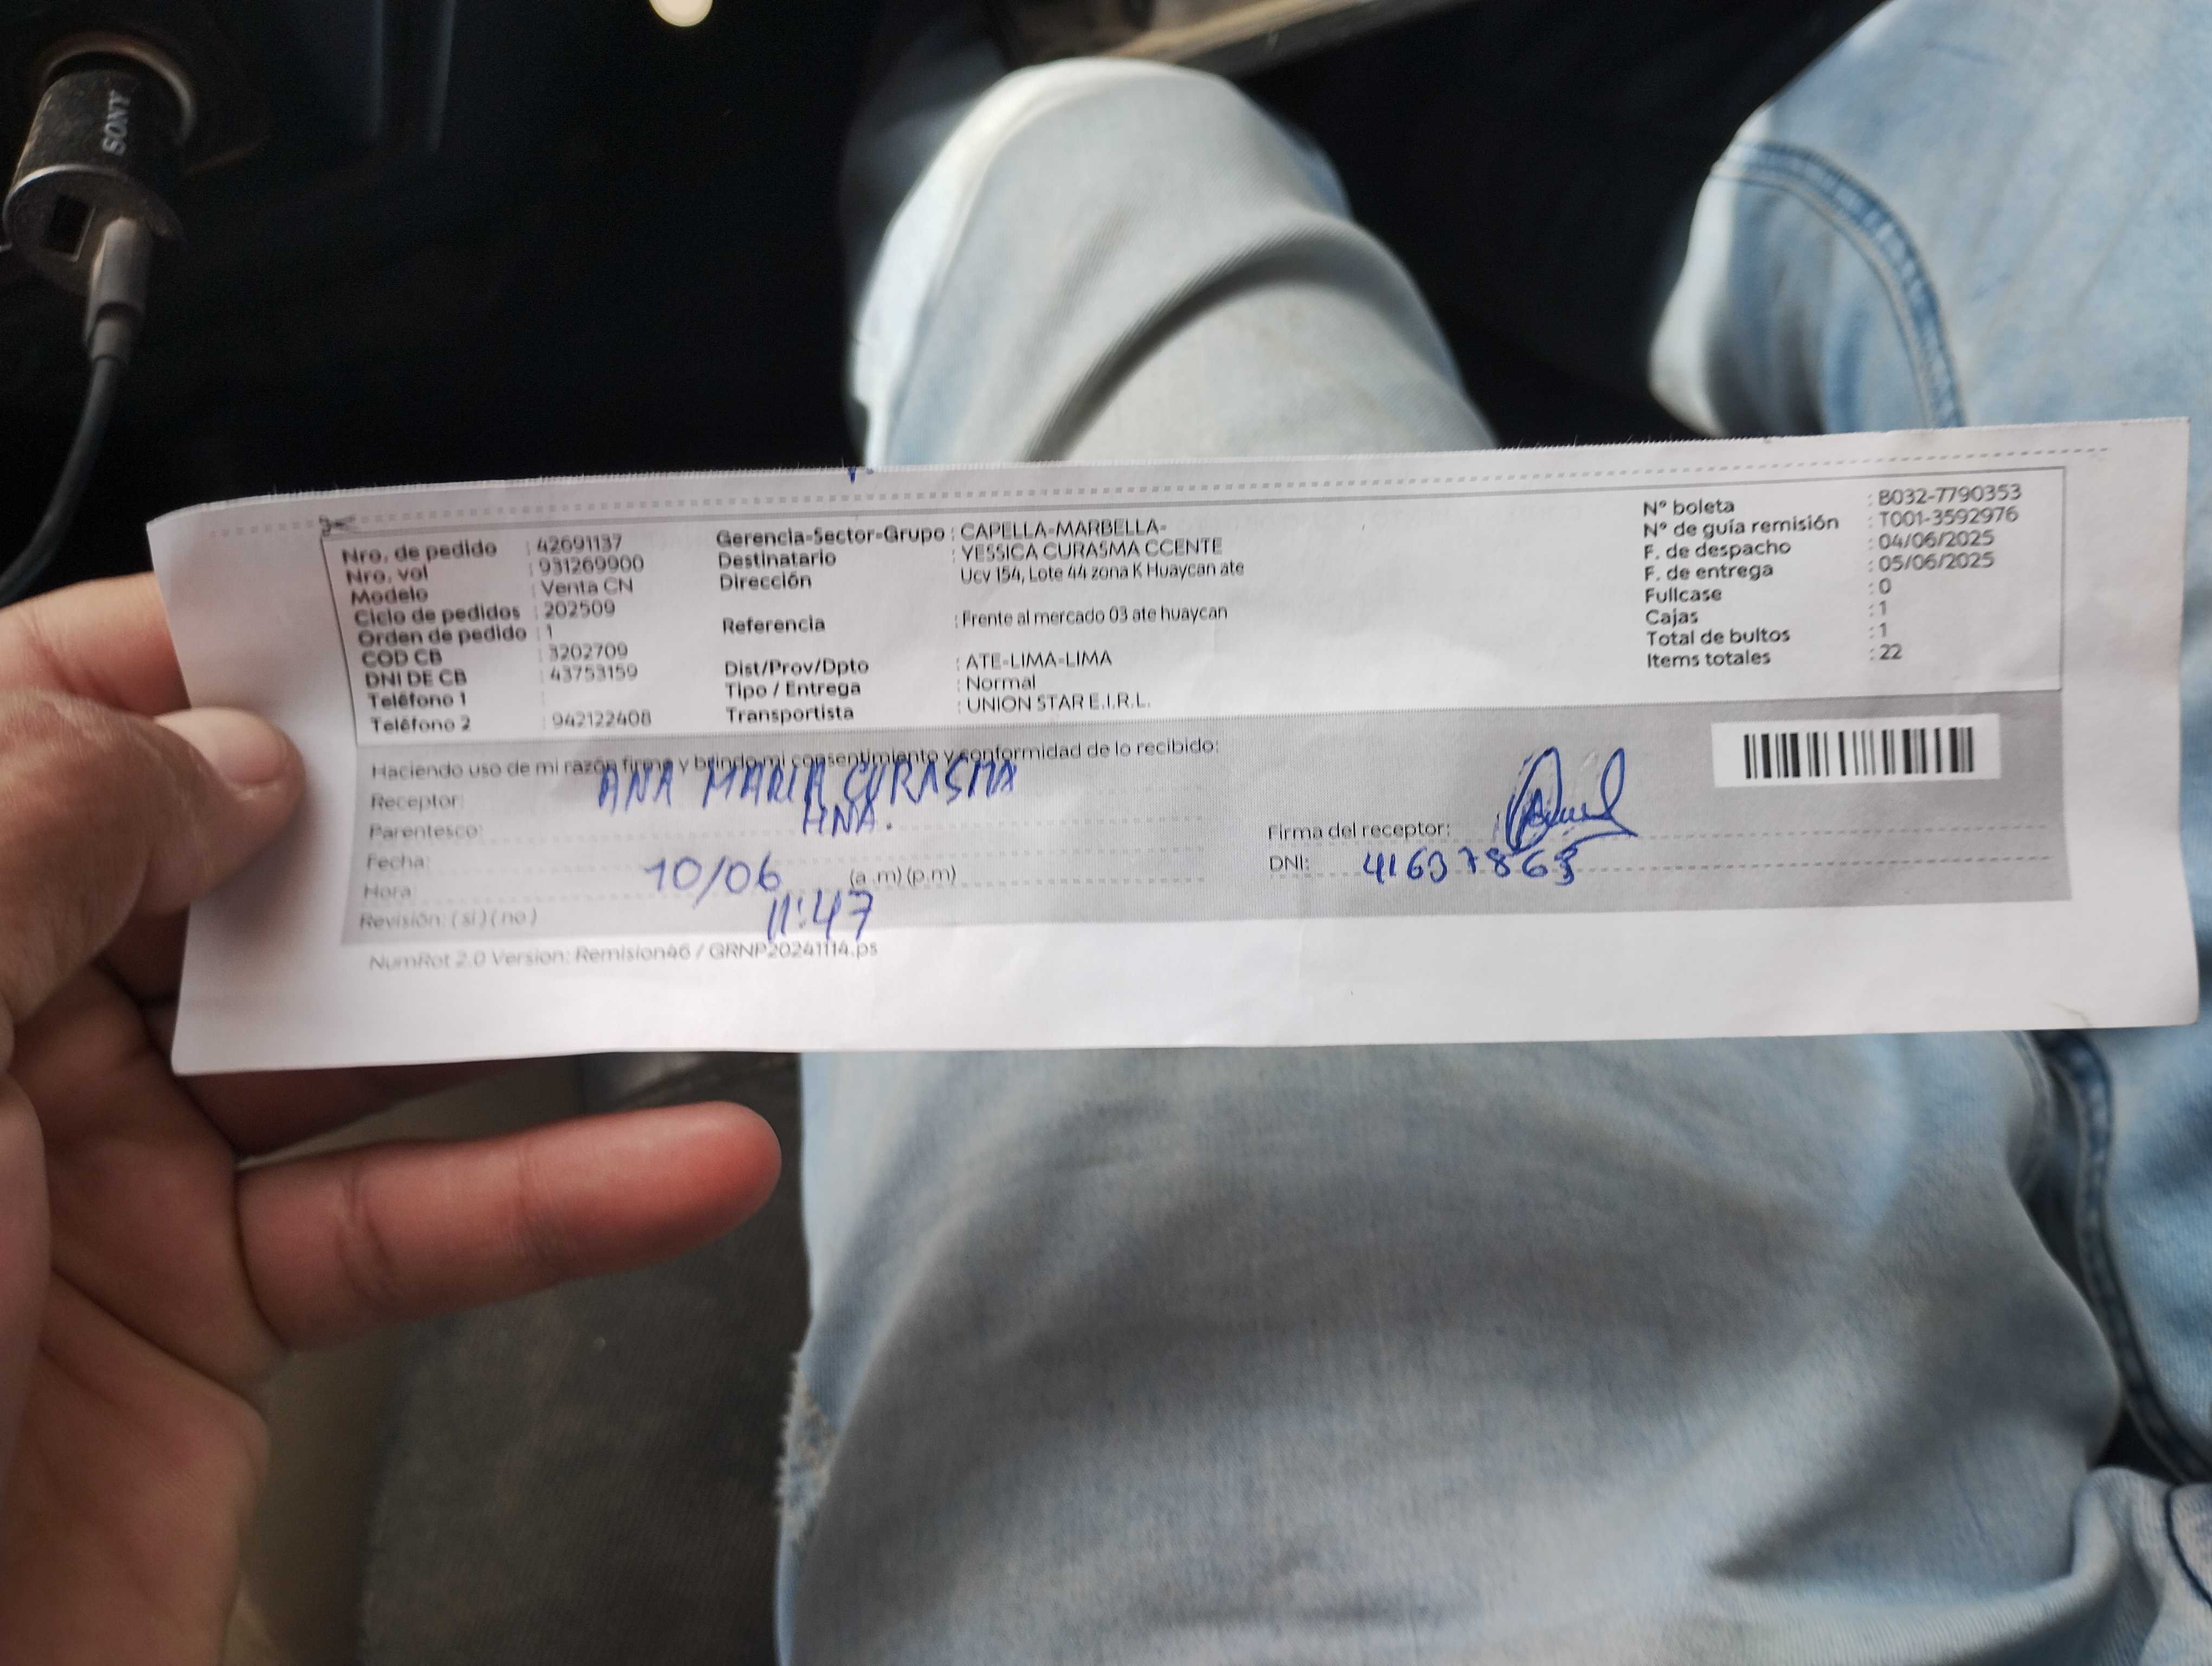 SONY
Nro. de pedido : 42691137
Nro. vol : 931269900
Modelo : Venta CN
Ciclo de pedidos : 202509
Orden de pedido : 1
COD CB : 3202709
DNI DE CB : 43753159
Teléfono 1 :
Teléfono 2 : 942122408
Gerencia-Sector-Grupo : CAPELLA-MARBELLA-
Destinatario : YESSICA CURASMA CCENTE
Dirección Ucv 154, Lote 44 zona K Huaycan ate
Referencia : Frente al mercado 03 ate huaycan
Dist/Prov/Dpto : ATE-LIMA-LIMA
Tipo / Entrega : Normal
Transportista : UNION STAR E.I.R.L.
N° boleta : B032-7790353
N° de guía remisión : T001-3592976
F. de despacho : 04/06/2025
F. de entrega : 05/06/2025
Fullcase : 0
Cajas : 1
Total de bultos : 1
Items totales : 22
Haciendo uso de mi razón firmo y brindo mi consentimiento y conformidad de lo recibido:
Receptor: ANA MARIA CURASMA
Parentesco: HNA.
Fecha: 10/06
Hora: 11:47 (a .m) (p.m)
Revisión: ( si ) ( no )
Firma del receptor:
DNI:
NumRot 2.0 Version: Remision46 / GRNP20241114.ps